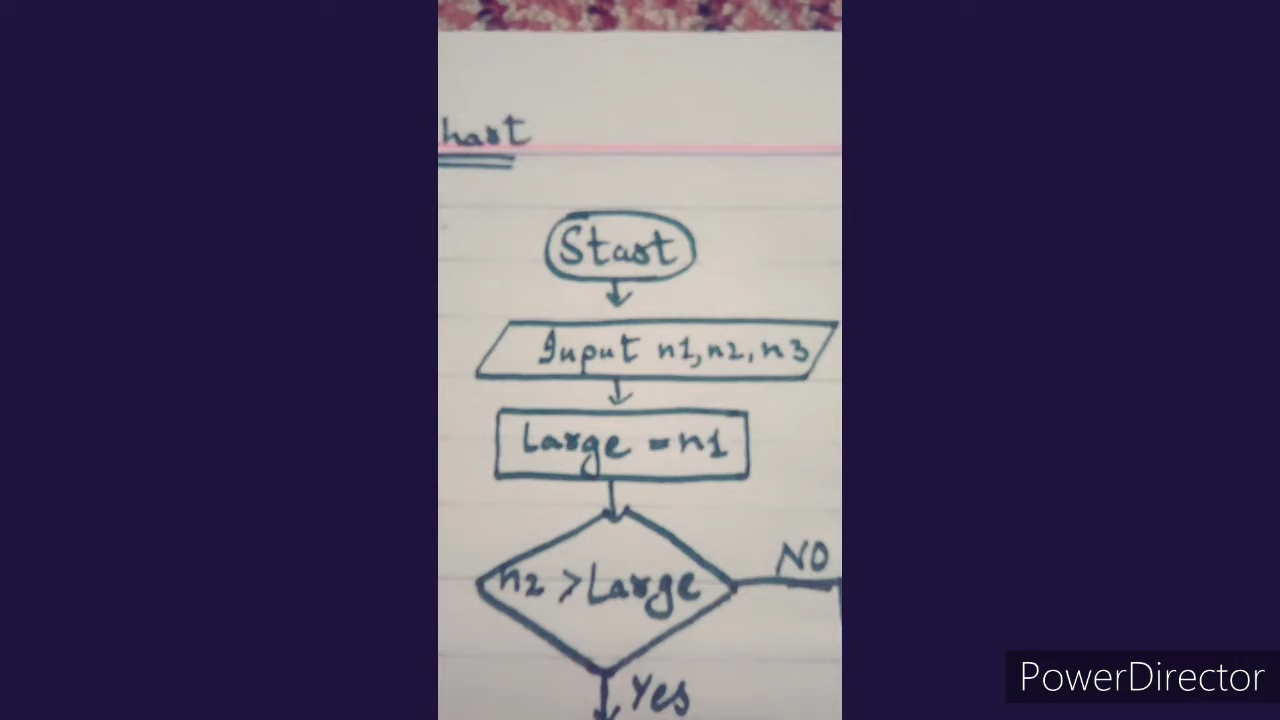 hart
Start
Input n1, n2, n3
Large = n1
n2 > Large
NO
Yes
PowerDirector